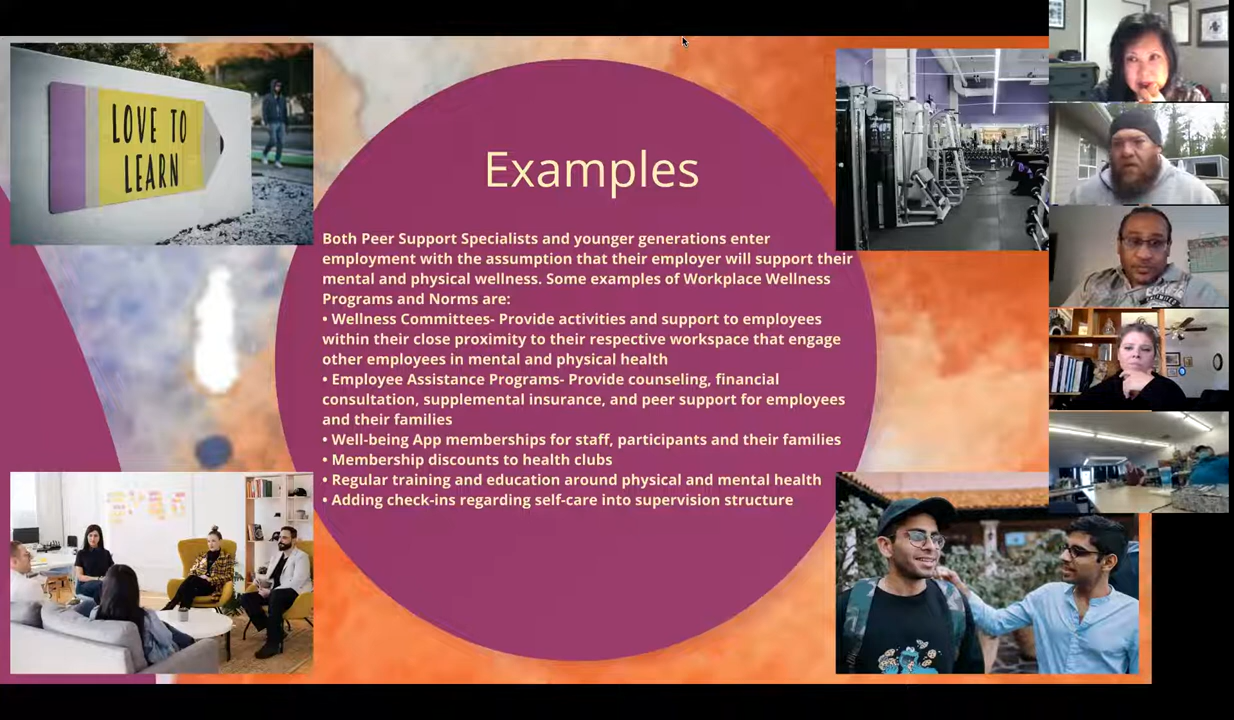 LOVE TO
LEARN
Examples
Both Peer Support Specialists and younger generations enter
employment with the assumption that their employer will support their
mental and physical wellness. Some examples of Workplace Wellness
Programs and Norms are:
• Wellness Committees- Provide activities and support to employees
within their close proximity to their respective workspace that engage
other employees in mental and physical health
• Employee Assistance Programs- Provide counseling, financial
consultation, supplemental insurance, and peer support for employees
and their families
• Well-being App memberships for staff, participants and their families
• Membership discounts to health clubs
• Regular training and education around physical and mental health
• Adding check-ins regarding self-care into supervision structure